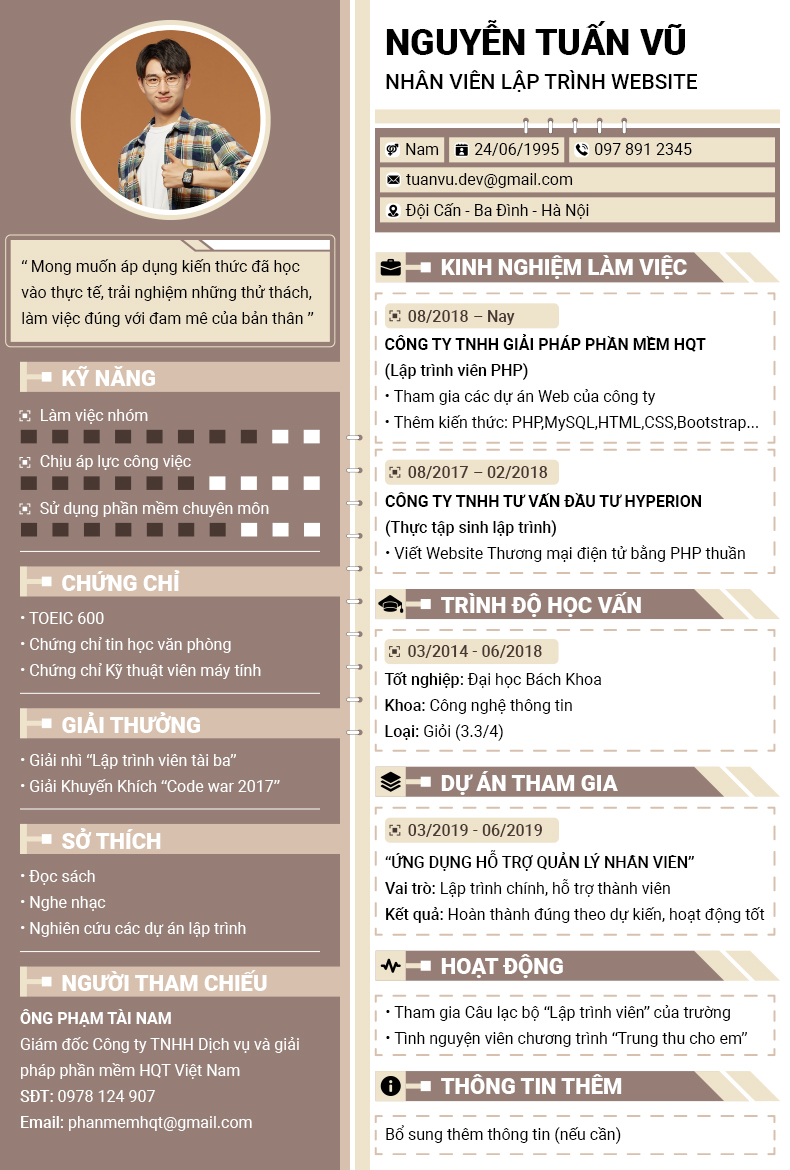 “ Mong muốn áp dụng kiến thức đã học
vào thực tế, trải nghiệm những thử thách,
làm việc đúng với đam mê của bản thân ”
KỸ NĂNG
Làm việc nhóm
Chịu áp lực công việc
Sử dụng phần mềm chuyên môn
CHỨNG CHỈ
• TOEIC 600
• Chứng chỉ tin học văn phòng
• Chứng chỉ Kỹ thuật viên máy tính
GIẢI THƯỞNG
• Giải nhì “Lập trình viên tài ba”
• Giải Khuyến Khích “Code war 2017”
SỞ THÍCH
• Đọc sách
• Nghe nhạc
• Nghiên cứu các dự án lập trình
NGƯỜI THAM CHIẾU
ÔNG PHẠM TÀI NAM
Giám đốc Công ty TNHH Dịch vụ và giải
pháp phần mềm HQT Việt Nam
SĐT: 0978 124 907
Email: phanmemhqt@gmail.com
NGUYỄN TUẤN VŨ
NHÂN VIÊN LẬP TRÌNH WEBSITE
Nam 24/06/1995 097 891 2345
tuanvu.dev@gmail.com
Đội Cấn - Ba Đình - Hà Nội
KINH NGHIỆM LÀM VIỆC
08/2018 – Nay
CÔNG TY TNHH GIẢI PHÁP PHẦN MỀM HQT
(Lập trình viên PHP)
• Tham gia các dự án Web của công ty
• Thêm kiến thức: PHP,MySQL,HTML,CSS,Bootstrap...
08/2017 – 02/2018
CÔNG TY TNHH TƯ VẤN ĐẦU TƯ HYPERION
(Thực tập sinh lập trình)
• Viết Website Thương mại điện tử bằng PHP thuần
TRÌNH ĐỘ HỌC VẤN
03/2014 - 06/2018
Tốt nghiệp: Đại học Bách Khoa
Khoa: Công nghệ thông tin
Loại: Giỏi (3.3/4)
DỰ ÁN THAM GIA
03/2019 - 06/2019
“ỨNG DỤNG HỖ TRỢ QUẢN LÝ NHÂN VIÊN”
Vai trò: Lập trình chính, hỗ trợ thành viên
Kết quả: Hoàn thành đúng theo dự kiến, hoạt động tốt
HOẠT ĐỘNG
• Tham gia Câu lạc bộ “Lập trình viên” của trường
• Tình nguyện viên chương trình “Trung thu cho em”
THÔNG TIN THÊM
Bổ sung thêm thông tin (nếu cần)